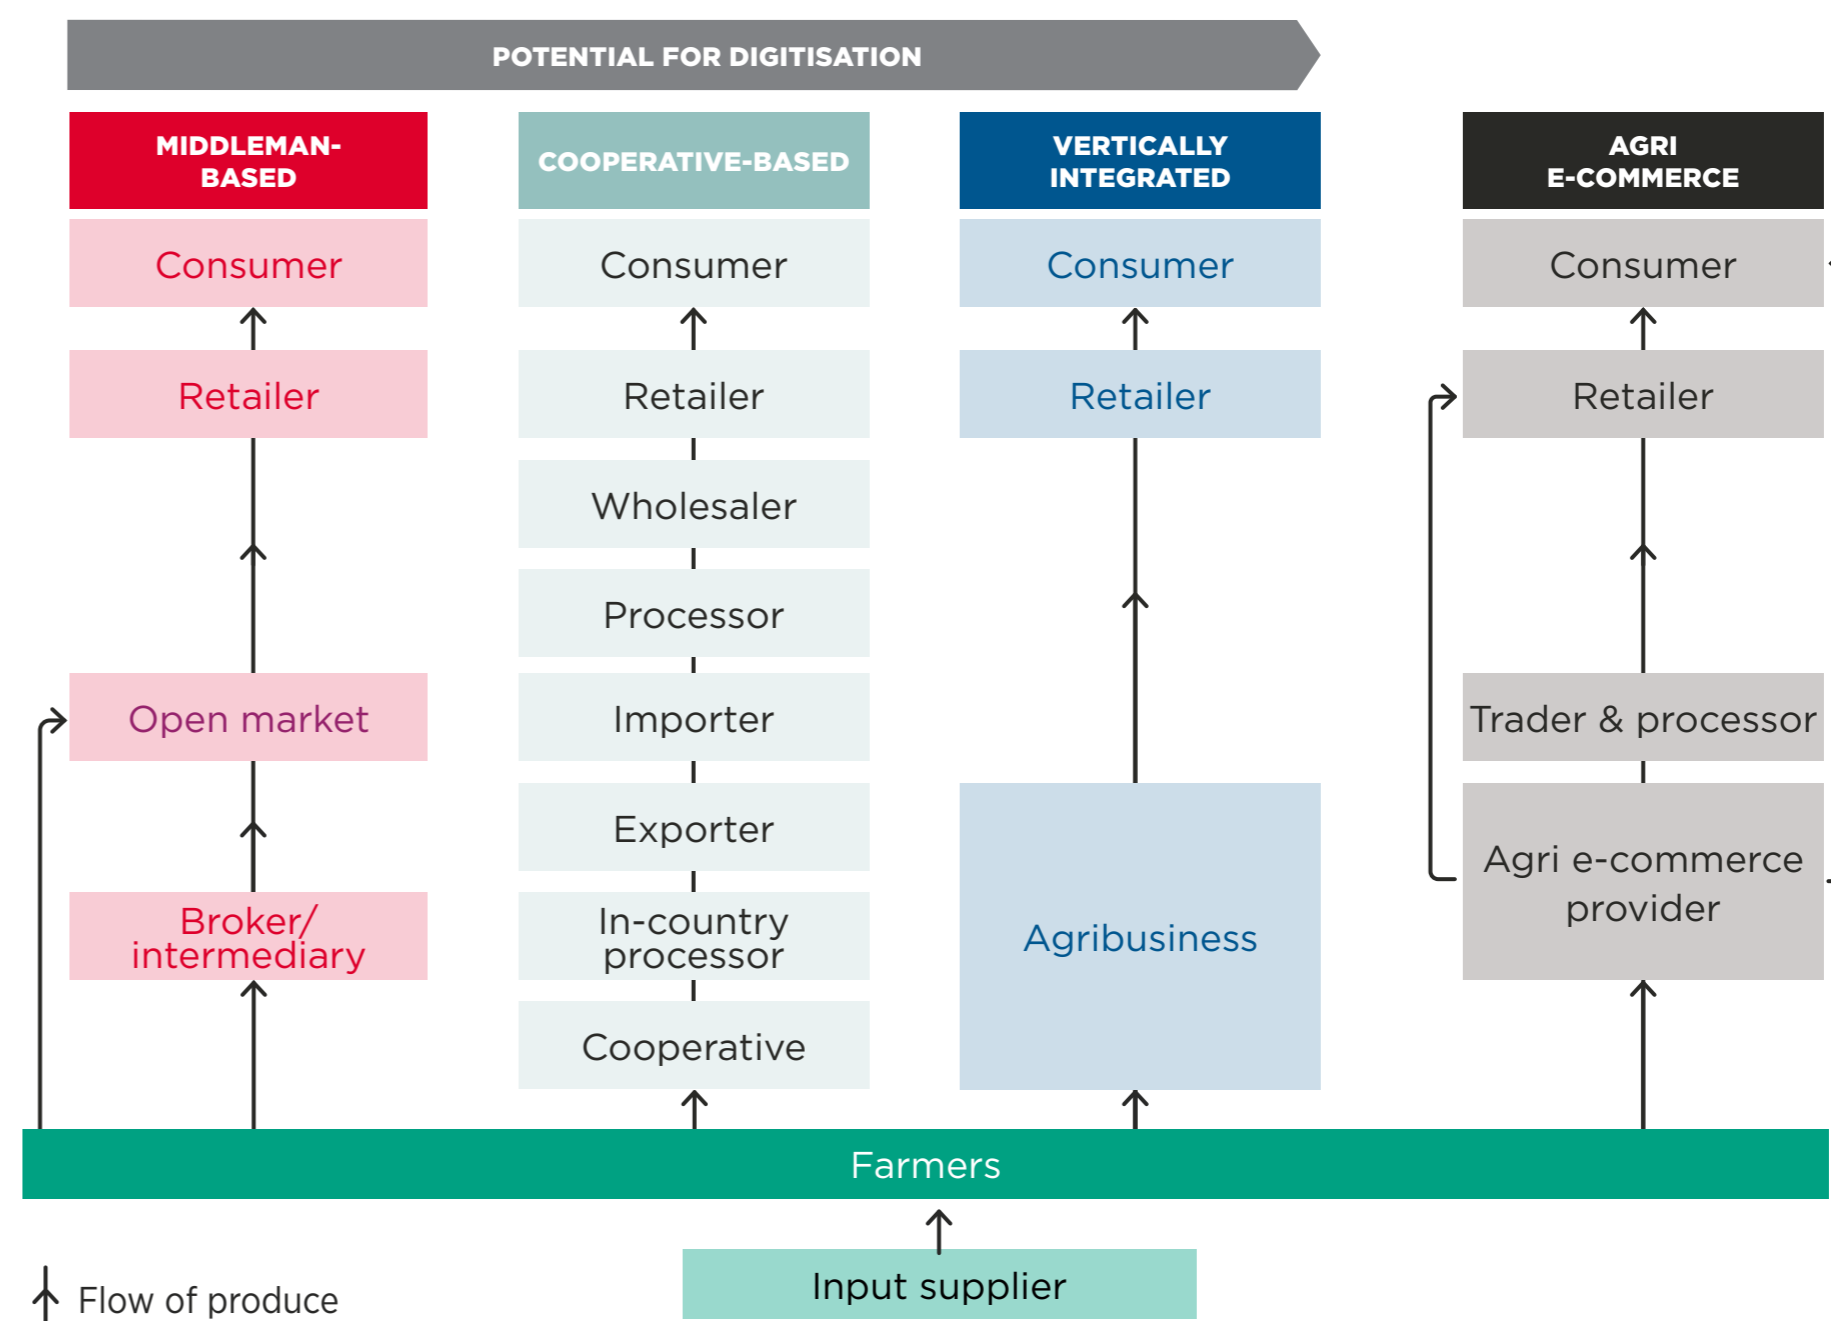 POTENTIAL FOR DIGITISATION
MIDDLEMAN-
BASED
Consumer
Retailer
Open market
Broker/
intermediary
COOPERATIVE-BASED
Consumer
Retailer
Wholesaler
Processor
Importer
Exporter
In-country
processor
Cooperative
VERTICALLY
INTEGRATED
Consumer
Retailer
Agribusiness
AGRI
E-COMMERCE
Consumer
Retailer
Trader & processor
Agri e-commerce
provider
Farmers
Input supplier
Flow of produce